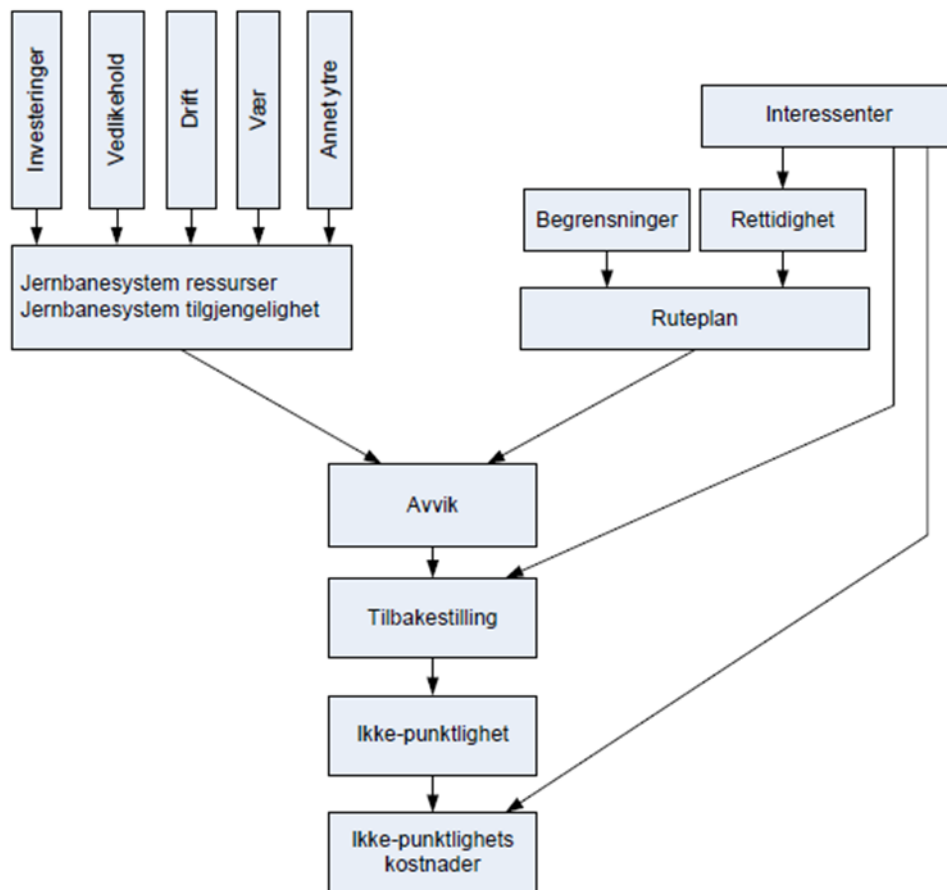 Investeringer
Vedlikehold
Drift
Vær
Annet ytre
Interessenter
Begrensninger
Rettidighet
Jernbanesystem ressurser
Jernbanesystem tilgjengelighet
Ruteplan
Avvik
Tilbakestilling
Ikke-punktlighet
Ikke-punktlighets
kostnader